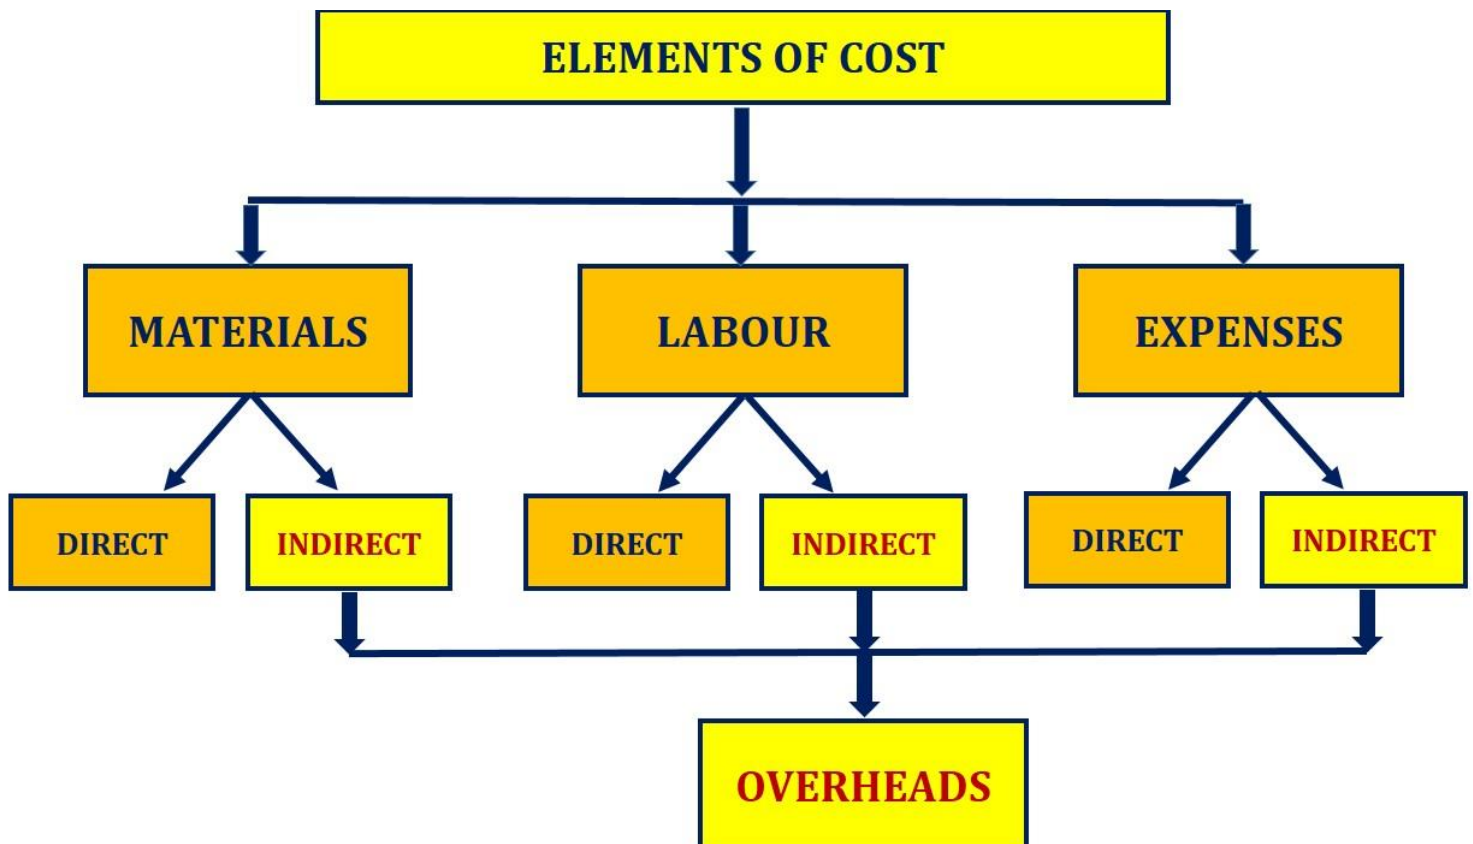 ELEMENTS OF COST
MATERIALS
LABOUR
EXPENSES
DIRECT
INDIRECT
DIRECT
INDIRECT
DIRECT
INDIRECT
OVERHEADS